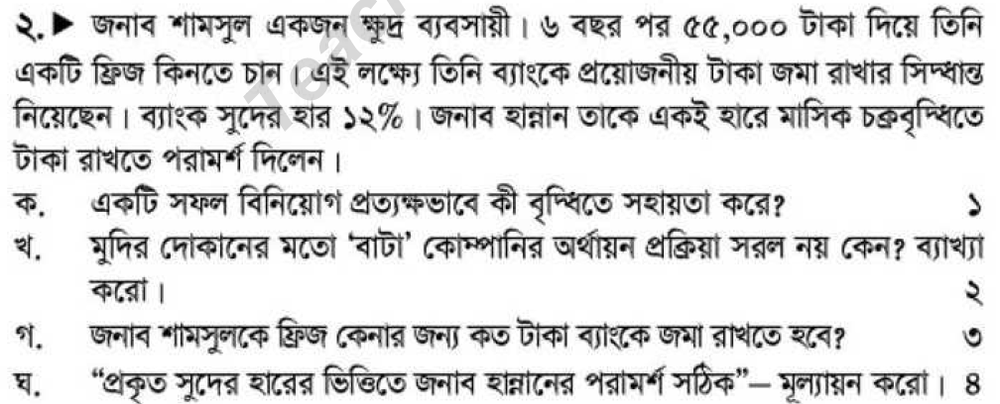 ২.▶ জনাব শামসুল একজন ক্ষুদ্র ব্যবসায়ী। ৬ বছর পর ৫৫,০০০ টাকা দিয়ে তিনি
একটি ফ্রিজ কিনতে চান। এই লক্ষ্যে তিনি ব্যাংকে প্রয়োজনীয় টাকা জমা রাখার সিদ্ধান্ত
নিয়েছেন। ব্যাংক সুদের হার ১২%। জনাব হান্নান তাকে একই হারে মাসিক চক্রবৃদ্ধিতে
টাকা রাখতে পরামর্শ দিলেন।
ক. একটি সফল বিনিয়োগ প্রত্যক্ষভাবে কী বৃদ্ধিতে সহায়তা করে? ১
খ. মুদির দোকানের মতো ‘বাটা’ কোম্পানির অর্থায়ন প্রক্রিয়া সরল নয় কেন? ব্যাখ্যা
করো। ২
গ. জনাব শামসুলকে ফ্রিজ কেনার জন্য কত টাকা ব্যাংকে জমা রাখতে হবে? ৩
ঘ. “প্রকৃত সুদের হারের ভিত্তিতে জনাব হান্নানের পরামর্শ সঠিক”— মূল্যায়ন করো। ৪